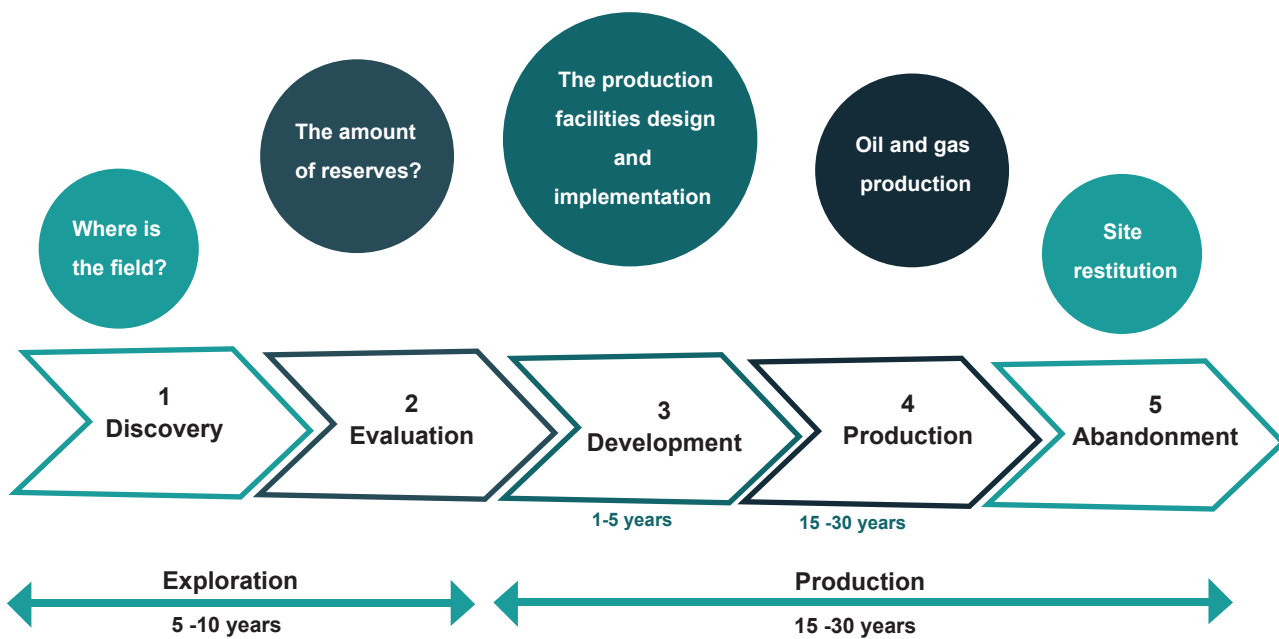 Where is
the field?
The amount
of reserves?
The production
facilities design
and
implementation
Oil and gas
production
Site
restitution
1
Discovery
2
Evaluation
3
Development
4
Production
5
Abandonment
1-5 years
15 -30 years
Exploration
5 -10 years
Production
15 -30 years